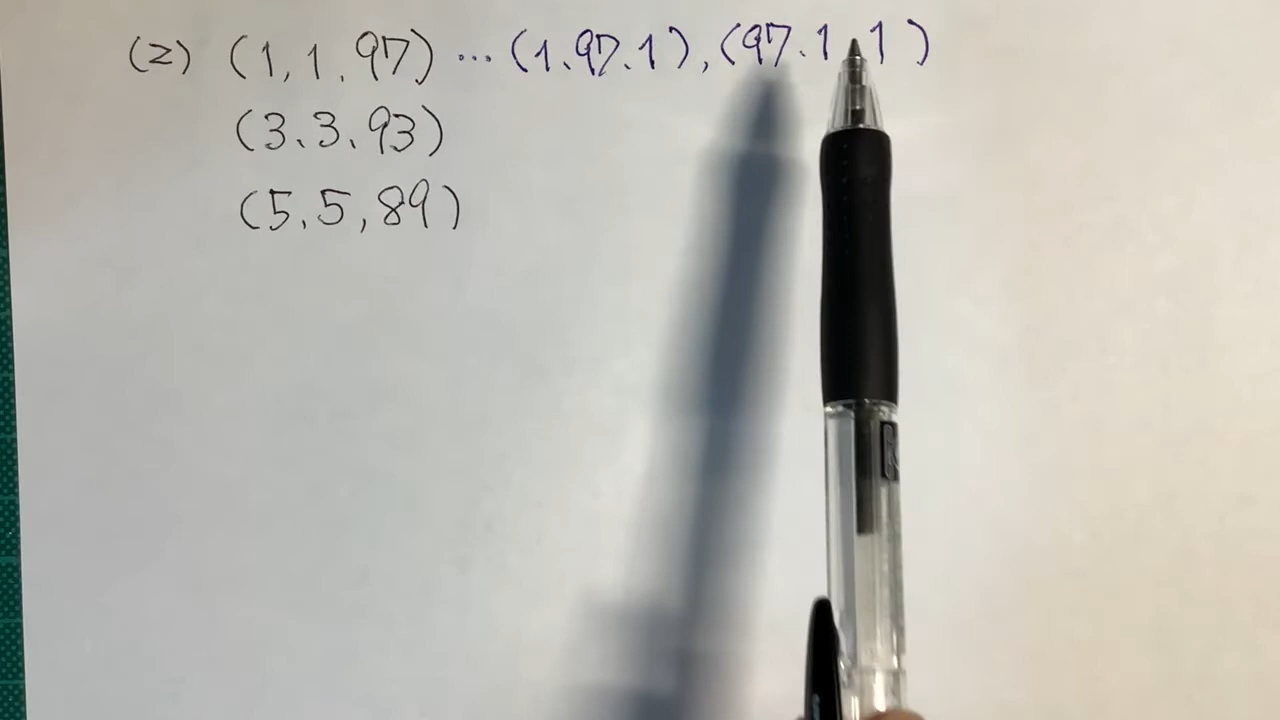 (2) (1, 1, 97) … (1.97.1), (97.1, 1)
(3、3、93)
(5, 5, 89)